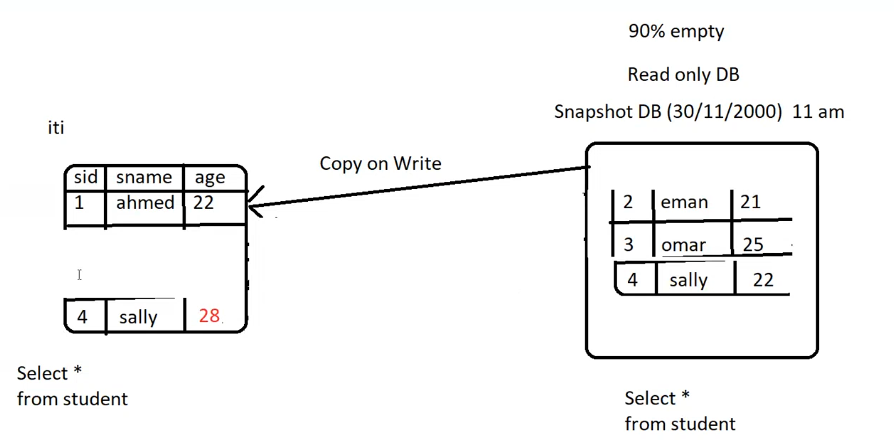 90% empty
Read only DB
Snapshot DB (30/11/2000) 11 am
iti
Copy on Write
sid sname age
1 ahmed 22
2 eman 21
3 omar 25
4 sally 22
4 sally 28
Select *
from student
Select *
from student